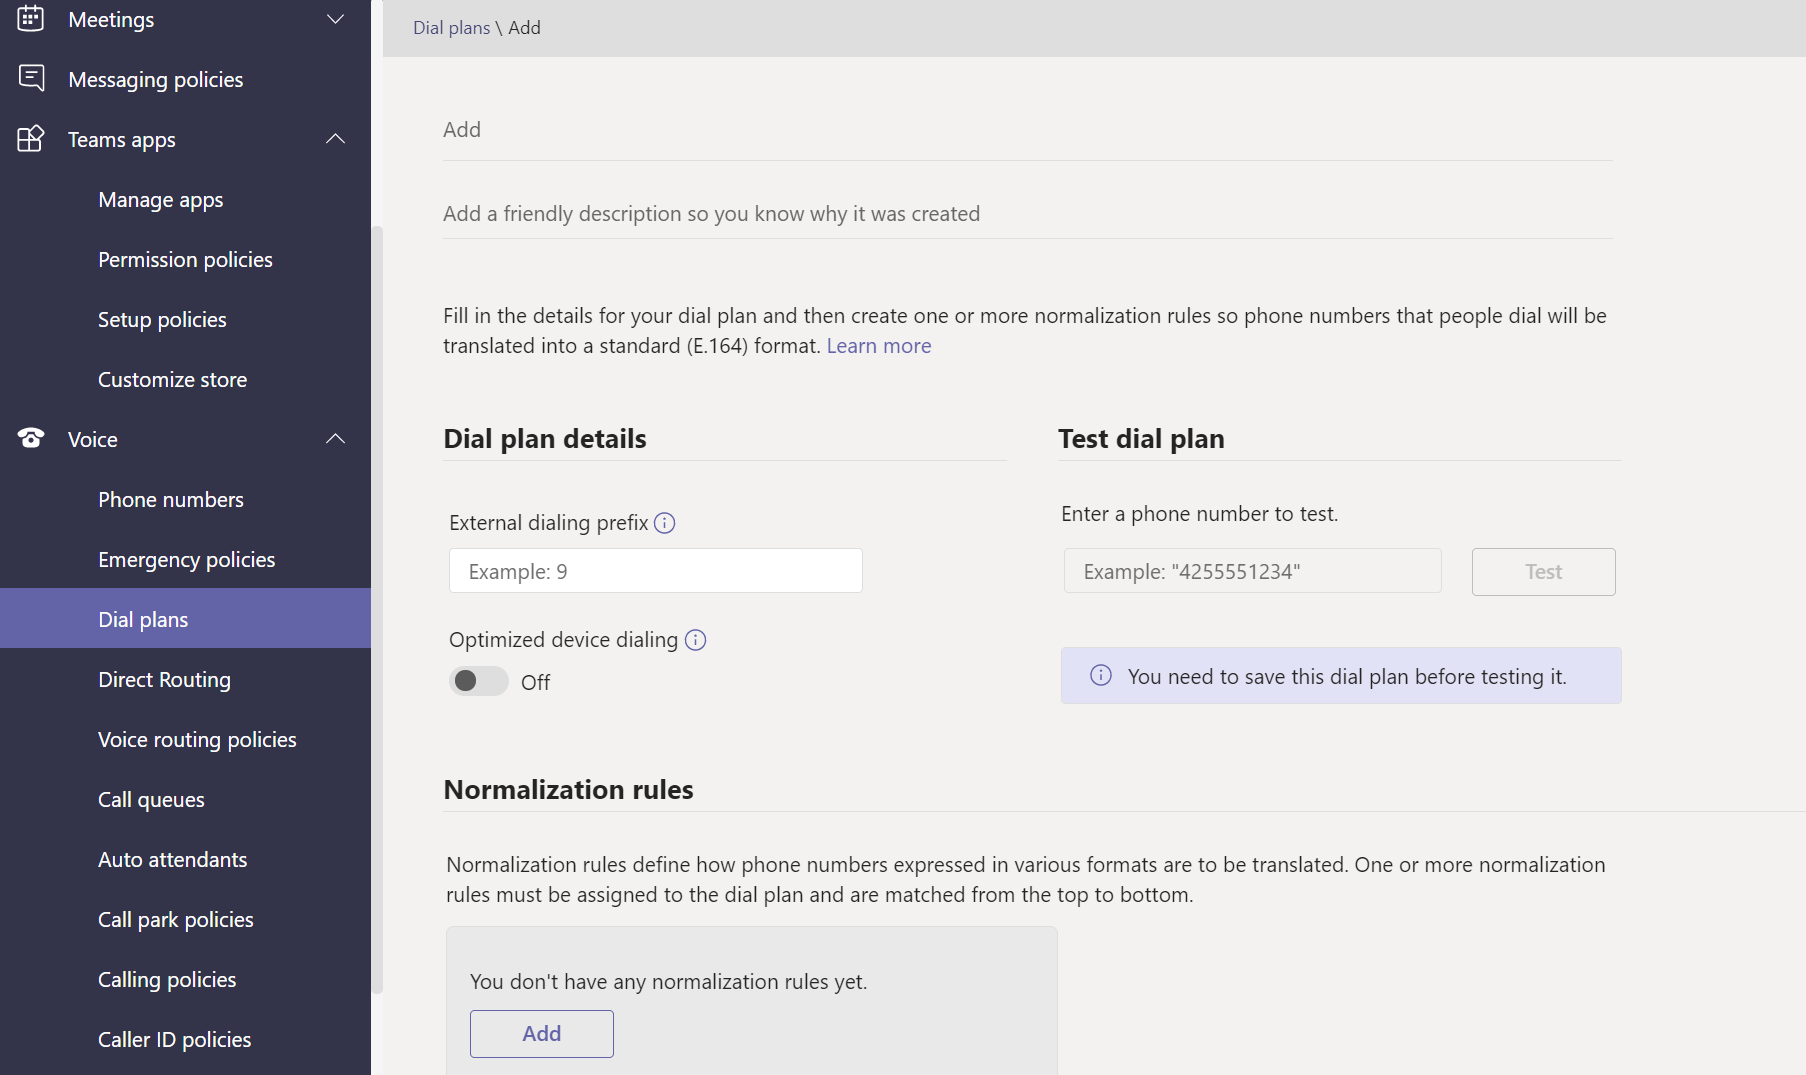 Meetings
Messaging policies
Teams apps
Manage apps
Permission policies
Setup policies
Customize store
Voice
Phone numbers
Emergency policies
Dial plans
Direct Routing
Voice routing policies
Call queues
Auto attendants
Call park policies
Calling policies
Caller ID policies
Dial plans \ Add
Add
Add a friendly description so you know why it was created
Fill in the details for your dial plan and then create one or more normalization rules so phone numbers that people dial will be
translated into a standard (E.164) format. Learn more
Dial plan details
External dialing prefix
Example: 9
Optimized device dialing
Off
Test dial plan
Enter a phone number to test.
Example: "4255551234"
Test
You need to save this dial plan before testing it.
Normalization rules
Normalization rules define how phone numbers expressed in various formats are to be translated. One or more normalization
rules must be assigned to the dial plan and are matched from the top to bottom.
You don't have any normalization rules yet.
Add